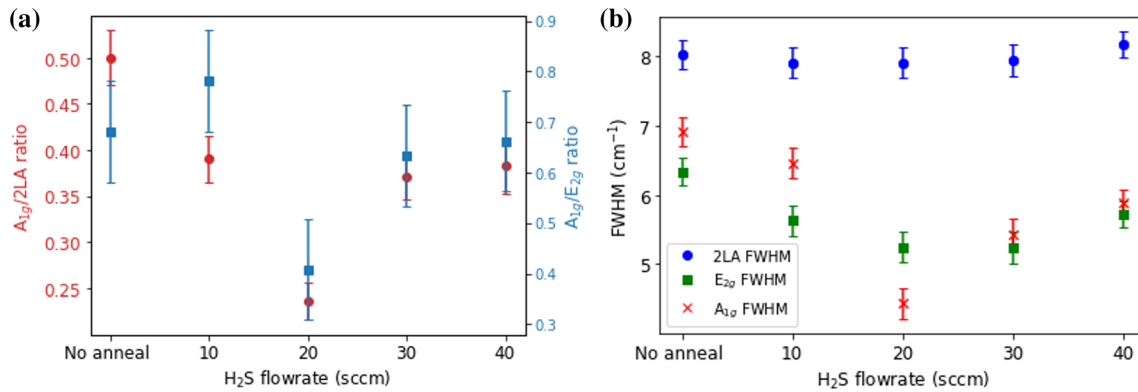 (a)
A1g/2LA ratio
0.50
0.45
0.40
0.35
0.30
0.25
0.9
0.8
0.7
0.6
0.5
0.4
0.3
A1g/E2g ratio
No anneal 10 20 30 40
H2S flowrate (sccm)
(b)
FWHM (cm⁻¹)
8
7
6
5
2LA FWHM
E2g FWHM
A1g FWHM
No anneal 10 20 30 40
H2S flowrate (sccm)